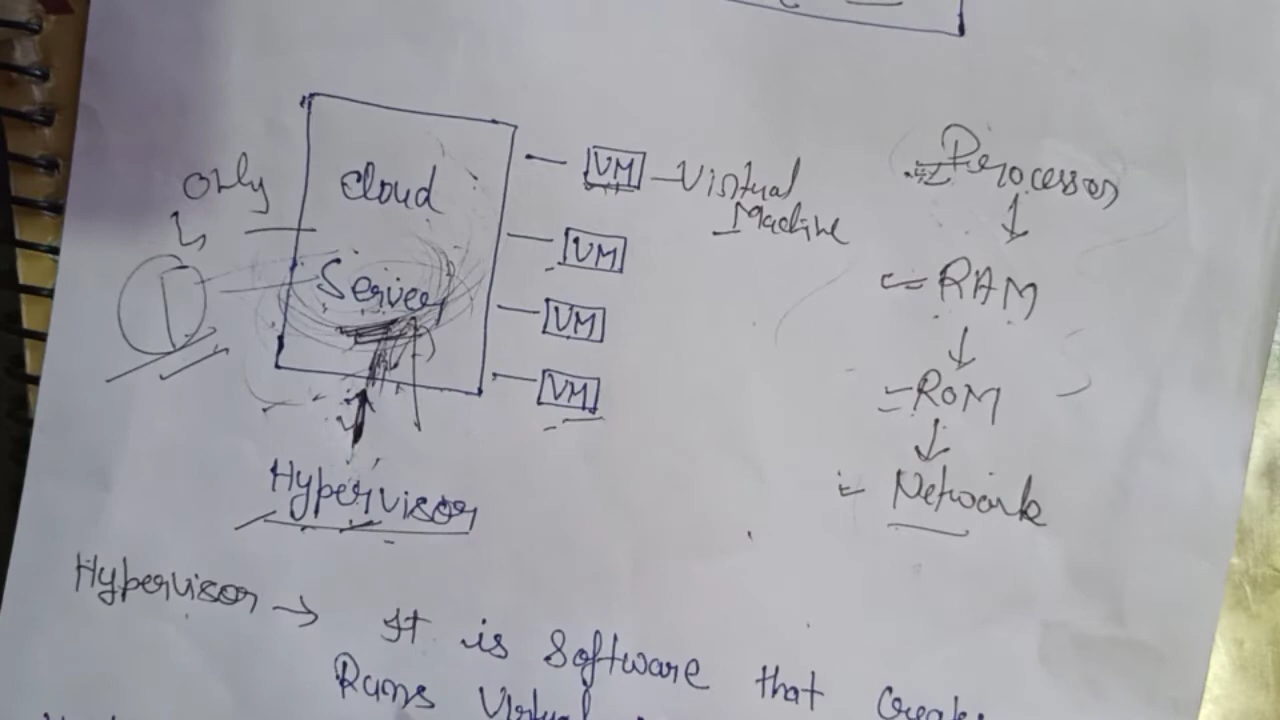 only
cloud
Server
VM Virtual
Machine
VM
VM
VM
Processor
RAM
ROM
Network
Hypervisor
Hypervisor → It is Software that
Runs Virtual